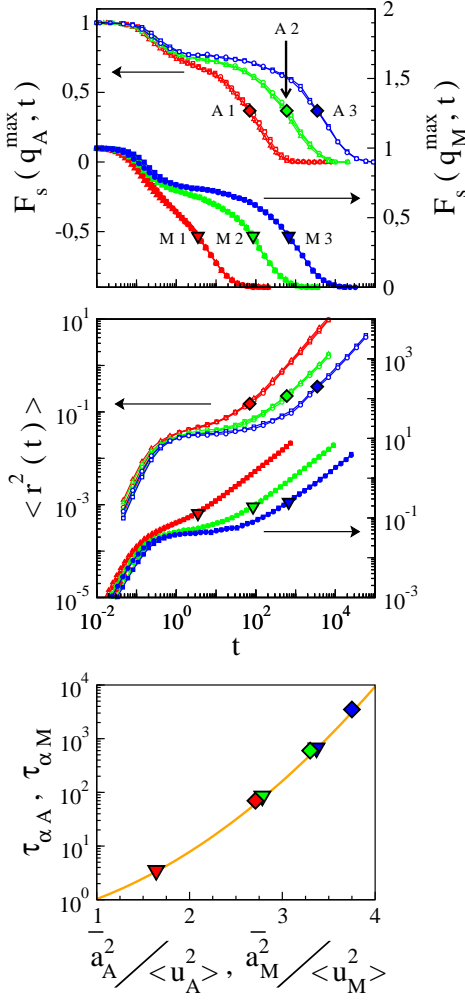 1
2
0,5
1,5
0
1
-0,5
0,5
0
F_s ( q_A^max , t )
F_s ( q_M^max , t )
A 1
A 2
A 3
M 1
M 2
M 3
10^1
10^-1
10^-3
10^-5
10^3
10^1
10^-1
10^-3
< r^2 ( t ) >
10^-2
10^0
10^2
10^4
t
10^4
10^3
10^2
10^1
10^0
τ_αA , τ_αM
1
2
3
4
a̅_A^2 / <u_A^2> , a̅_M^2 / <u_M^2>